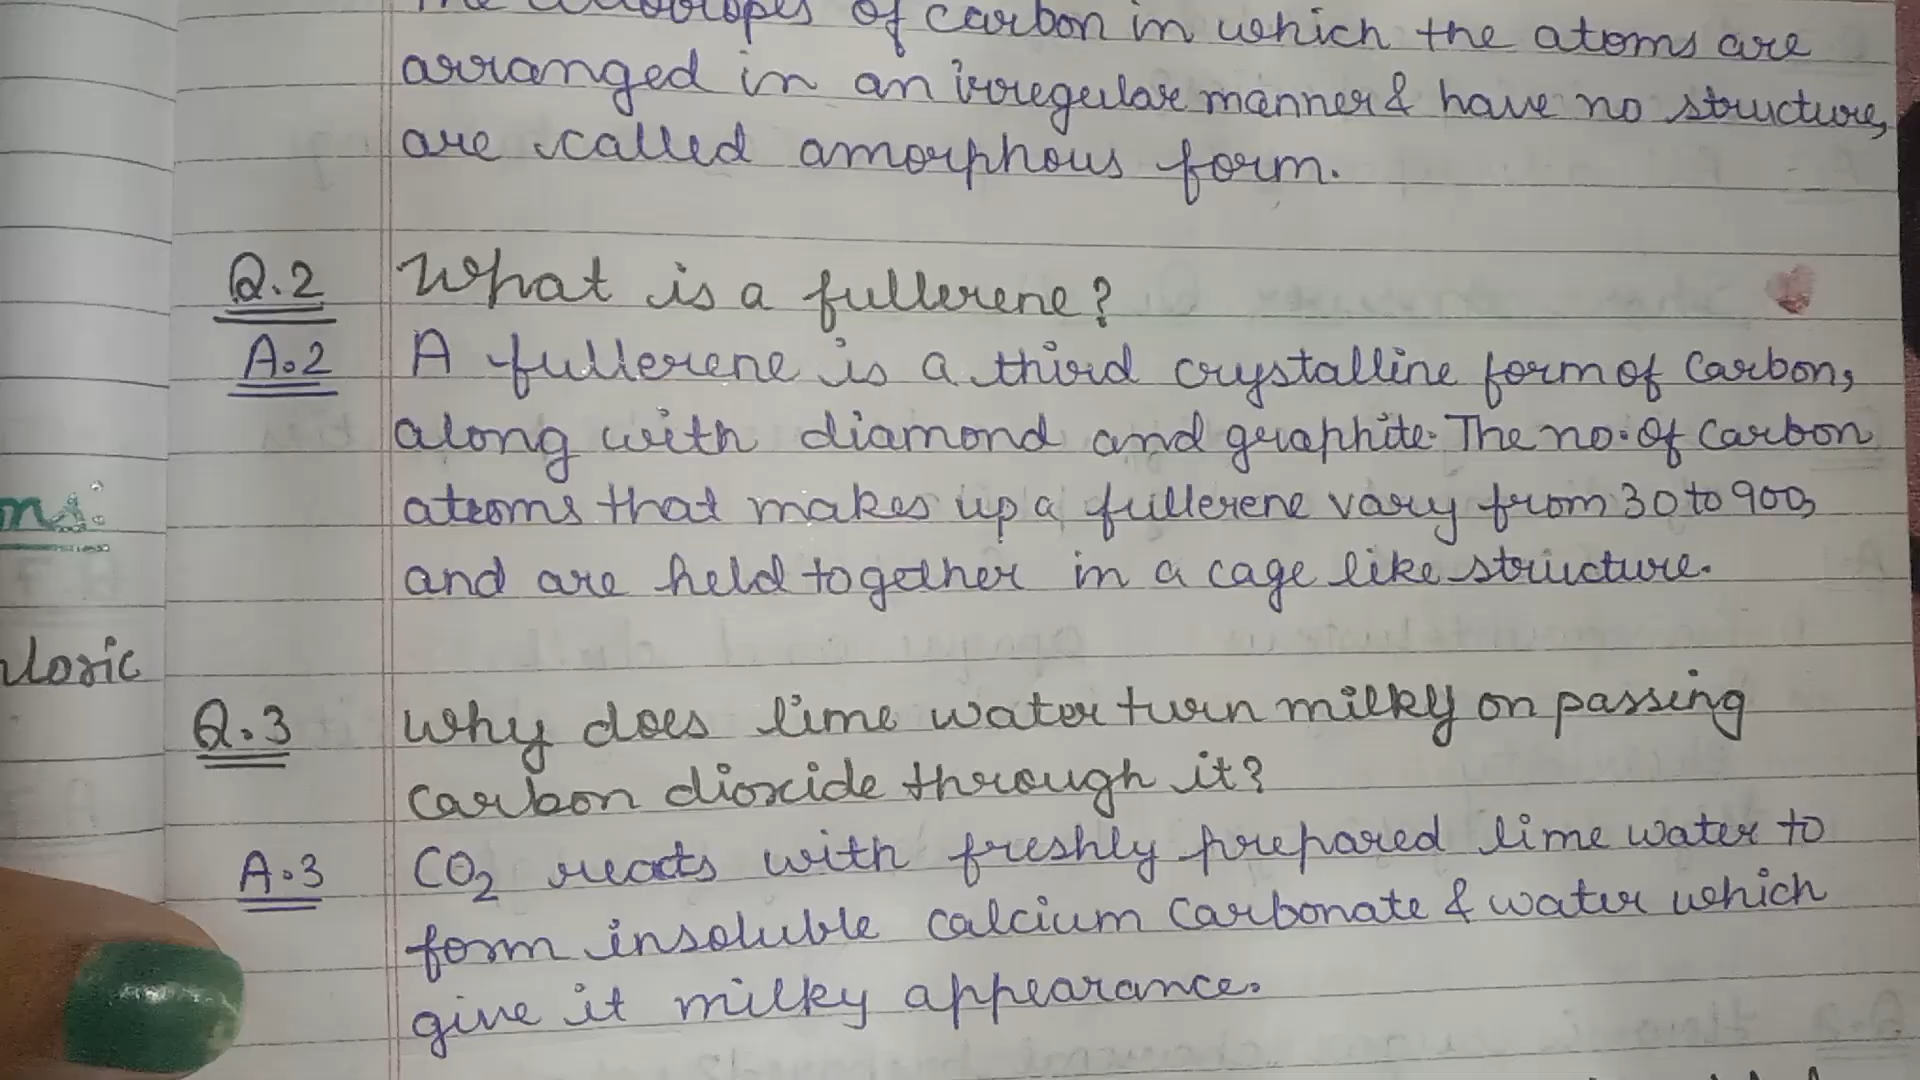 The allotropes of carbon in which the atoms are
arranged in an irregular manner & have no structure,
are called amorphous form.
Q.2 What is a fullerene?
A.2 A fullerene is a third crystalline form of Carbon,
along with diamond and graphite. The no. of Carbon
atoms that makes up a fullerene vary from 30 to 900,
and are held together in a cage like structure.
Q.3 Why does lime water turn milky on passing
carbon dioxide through it?
A.3 CO2 reacts with freshly prepared lime water to
form insoluble calcium carbonate & water which
give it milky appearance.